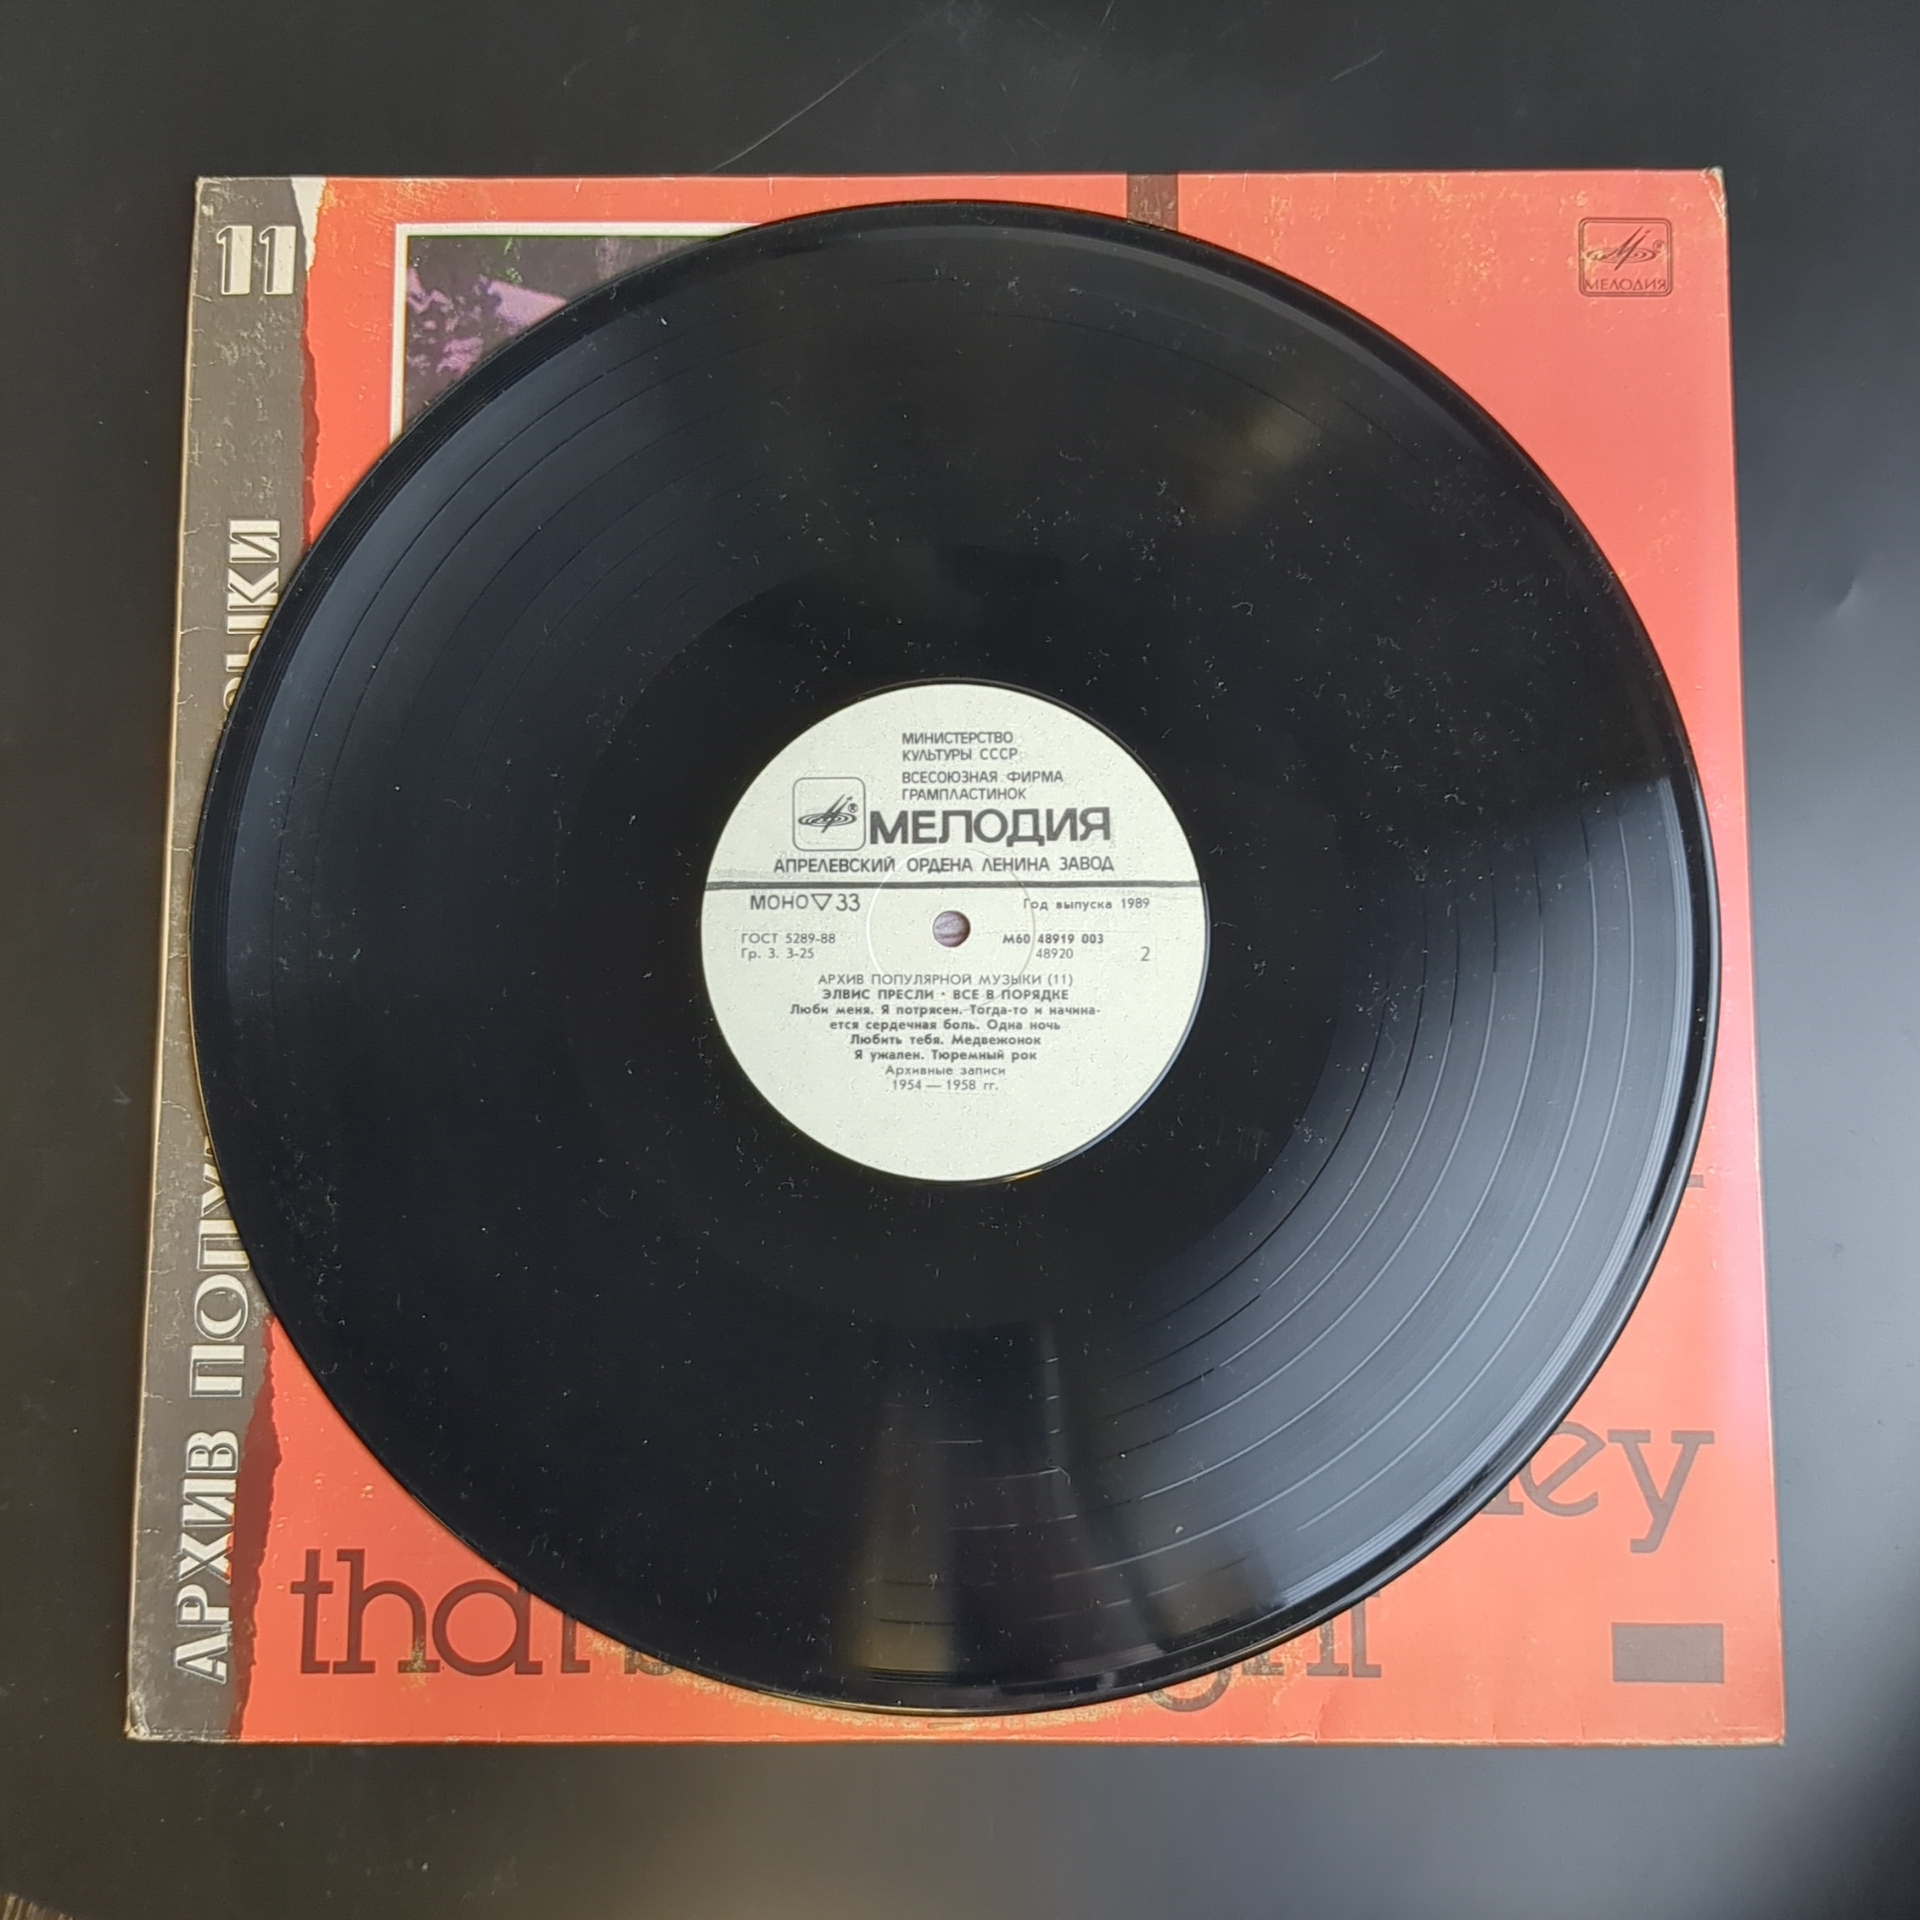 11
МЕЛОДИЯ
АРХИВ ПОПУ
ЫКИ
МИНИСТЕРСТВО
КУЛЬТУРЫ СССР
ВСЕСОЮЗНАЯ ФИРМА
ГРАМПЛАСТИНОК
МЕЛОДИЯ
АПРЕЛЕВСКИЙ ОРДЕНА ЛЕНИНА ЗАВОД
МОНО ▽ 33 Год выпуска 1989
ГОСТ 5289-88 М60 48919 003
Гр. 3. 3-25 48920 2
АРХИВ ПОПУЛЯРНОЙ МУЗЫКИ (11)
ЭЛВИС ПРЕСЛИ · ВСЕ В ПОРЯДКЕ
Люби меня. Я потрясен. Тогда-то и начина-
ется сердечная боль. Одна ночь
Любить тебя. Медвежонок
Я ужален. Тюремный рок
Архивные записи
1954 — 1958 гг.
ey
that